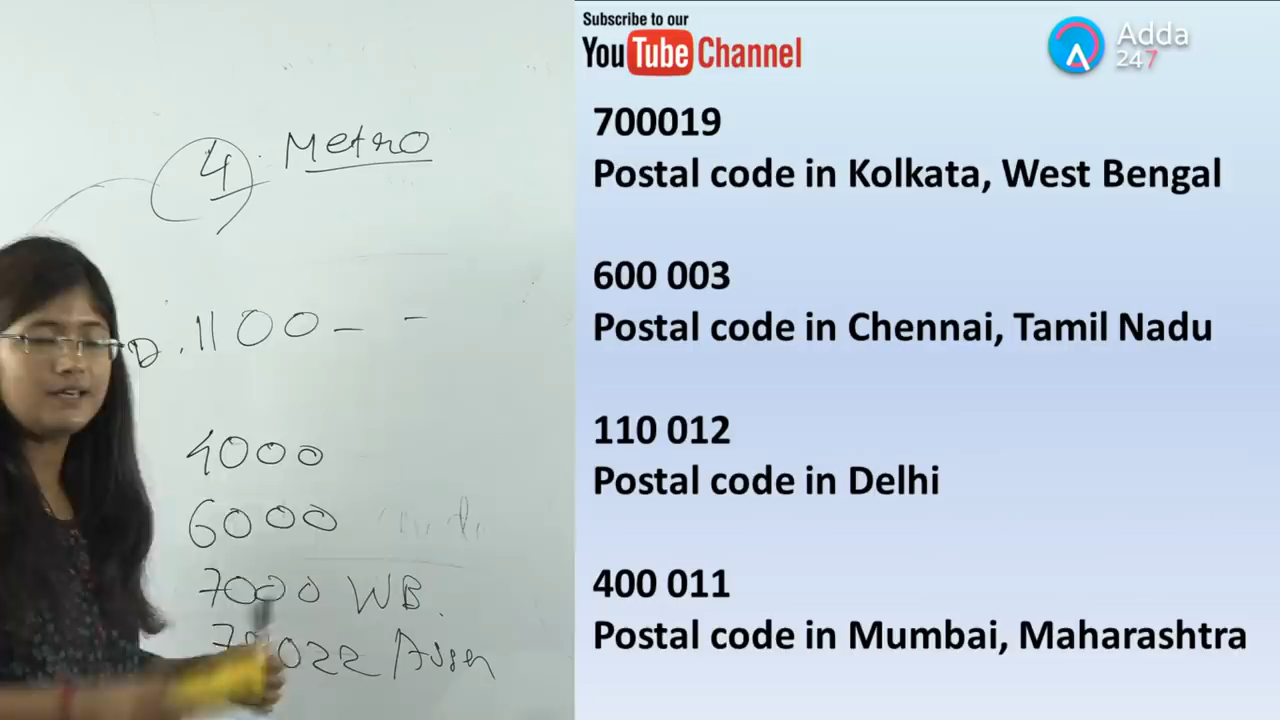 4 Metro
D. 1100 - -
4000
6000
7000 WB.
022 Assam
Subscribe to our
YouTube Channel
Adda
247
700019
Postal code in Kolkata, West Bengal
600 003
Postal code in Chennai, Tamil Nadu
110 012
Postal code in Delhi
400 011
Postal code in Mumbai, Maharashtra